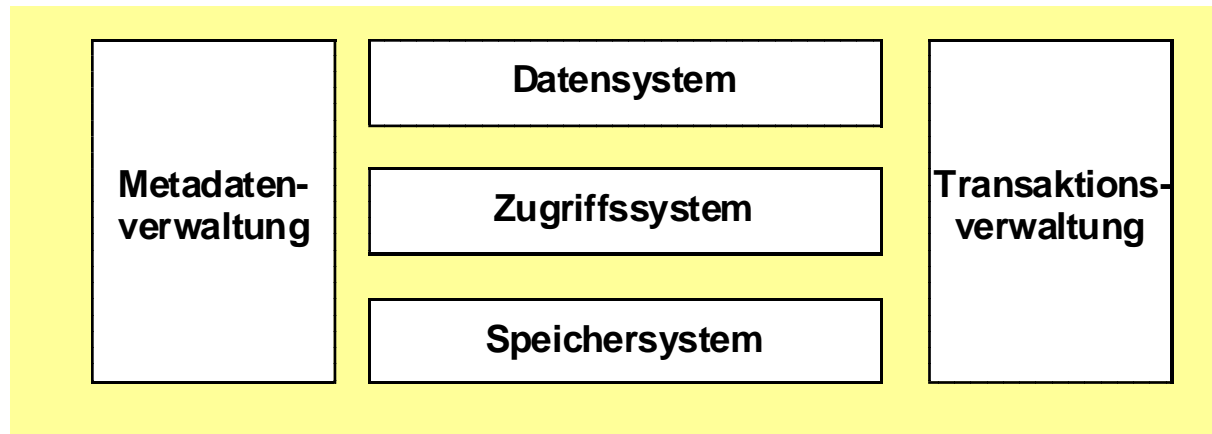 Metadaten-
verwaltung
Datensystem
Zugriffssystem
Speichersystem
Transaktions-
verwaltung